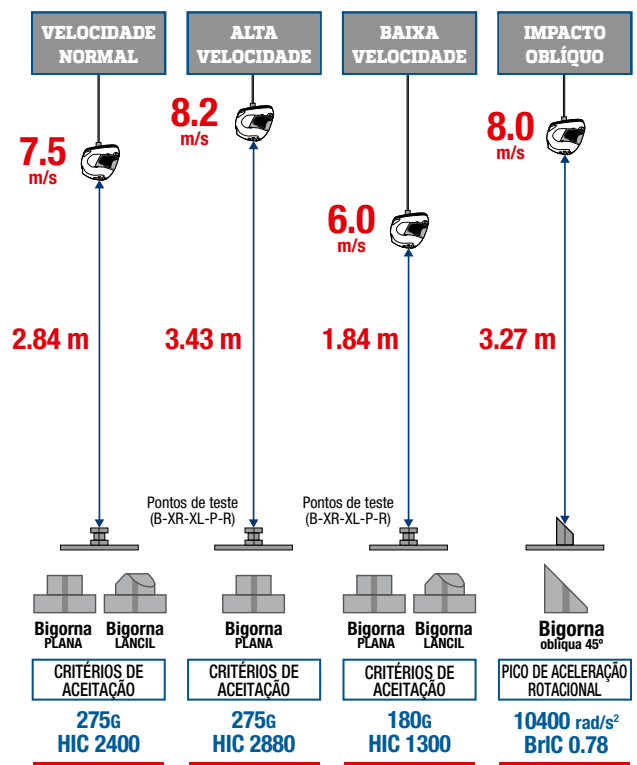 VELOCIDADE
NORMAL
7.5
m/s
2.84 m
Bigorna
PLANA
Bigorna
LANCIL
CRITÉRIOS DE
ACEITAÇÃO
275G
HIC 2400
ALTA
VELOCIDADE
8.2
m/s
3.43 m
Pontos de teste
(B-XR-XL-P-R)
Bigorna
PLANA
CRITÉRIOS DE
ACEITAÇÃO
275G
HIC 2880
BAIXA
VELOCIDADE
6.0
m/s
1.84 m
Pontos de teste
(B-XR-XL-P-R)
Bigorna
PLANA
Bigorna
LANCIL
CRITÉRIOS DE
ACEITAÇÃO
180G
HIC 1300
IMPACTO
OBLÍQUO
8.0
m/s
3.27 m
Bigorna
obliqua 45º
PICO DE ACELERAÇÃO
ROTACIONAL
10400 rad/s²
BrIC 0.78